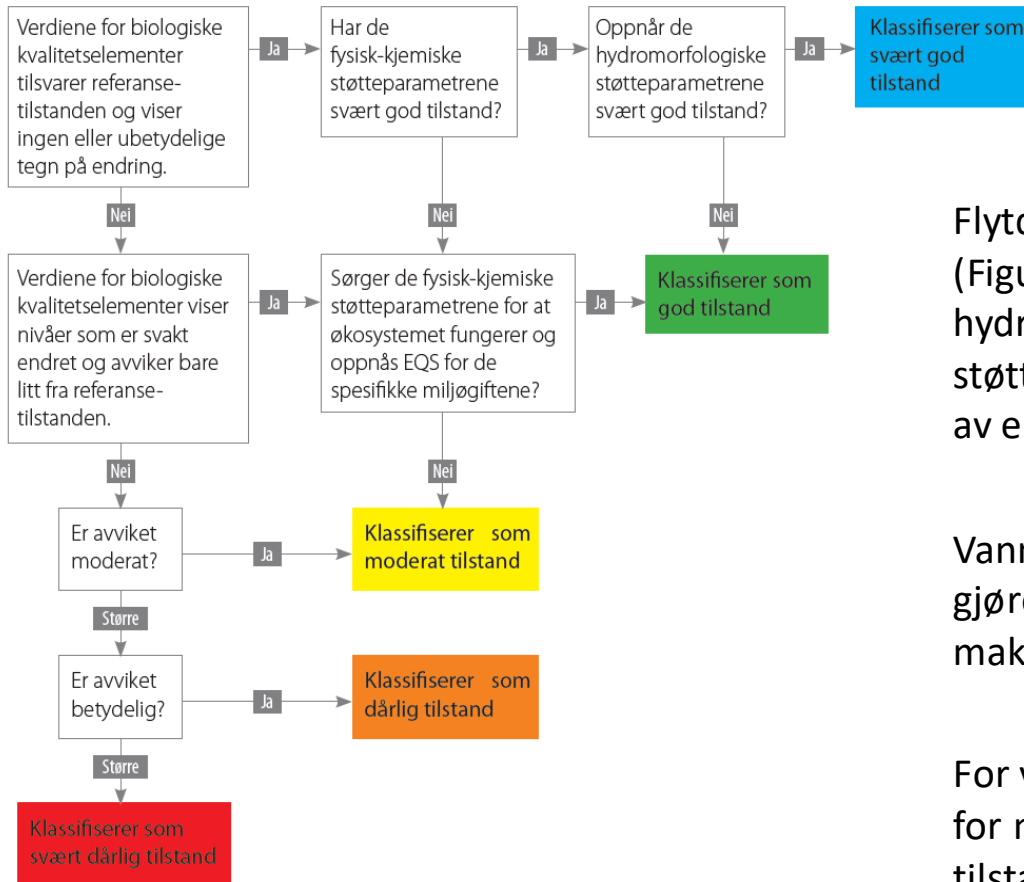 Verdiene for biologiske
kvalitetselementer
tilsvarer referanse-
tilstanden og viser
ingen eller ubetydelige
tegn på endring.
Ja
Har de
fysisk-kjemiske
støtteparametrene
svært god tilstand?
Ja
Oppnår de
hydromorfologiske
støtteparametrene
svært god tilstand?
Ja
Klassifiserer som
svært god
tilstand
Nei
Nei
Nei
Verdiene for biologiske
kvalitetselementer viser
nivåer som er svakt
endret og avviker bare
litt fra referanse-
tilstanden.
Ja
Sørger de fysisk-kjemiske
støtteparametrene for at
økosystemet fungerer og
oppnås EQS for de
spesifikke miljøgiftene?
Ja
Klassifiserer som
god tilstand
Nei
Nei
Er avviket
moderat?
Ja
Klassifiserer som
moderat tilstand
Større
Er avviket
betydelig?
Ja
Klassifiserer som
dårlig tilstand
Større
Klassifiserer som
svært dårlig tilstand
av e
For
for